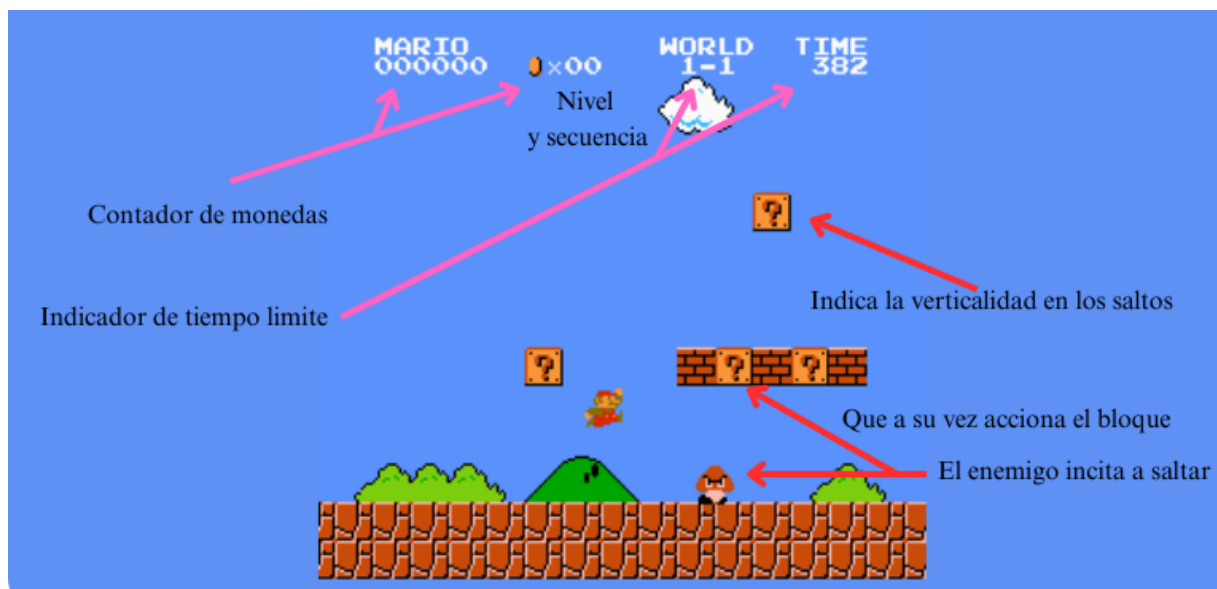 MARIO WORLD TIME
000000 ×00 1-1 382
Nivel
y secuencia
?
Contador de monedas
Indica la verticalidad en los saltos
Indicador de tiempo limite
? ? ?
Que a su vez acciona el bloque
El enemigo incita a saltar